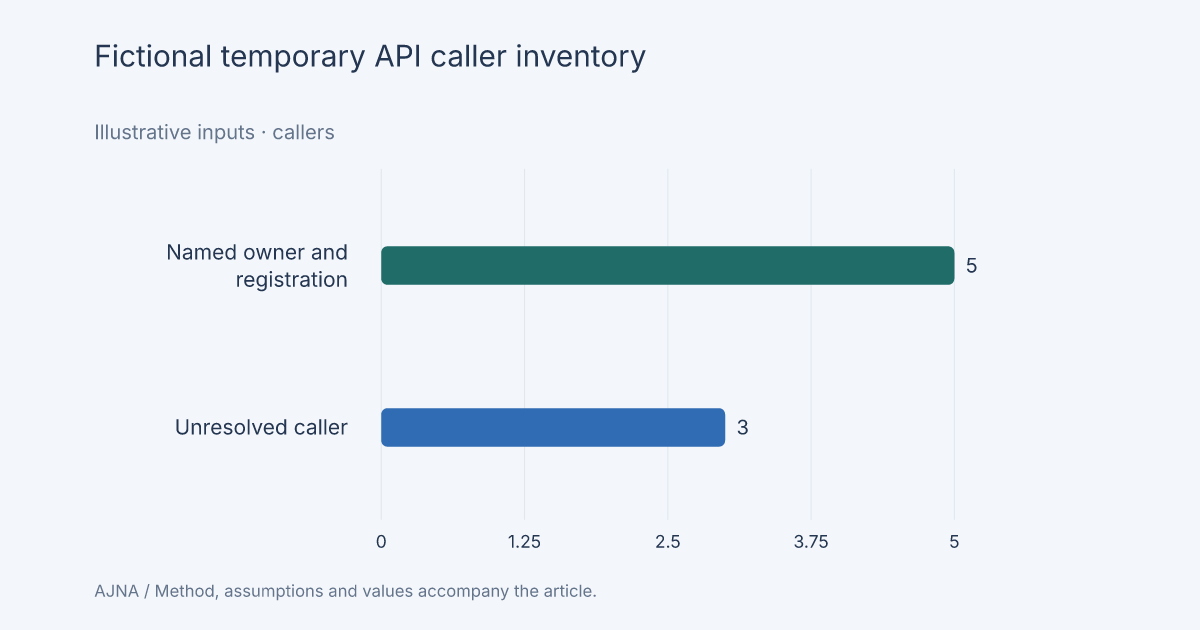 Fictional temporary API caller inventory
Illustrative inputs · callers
Named owner and
registration
5
Unresolved caller
3
0 1.25 2.5 3.75 5
AJNA / Method, assumptions and values accompany the article.